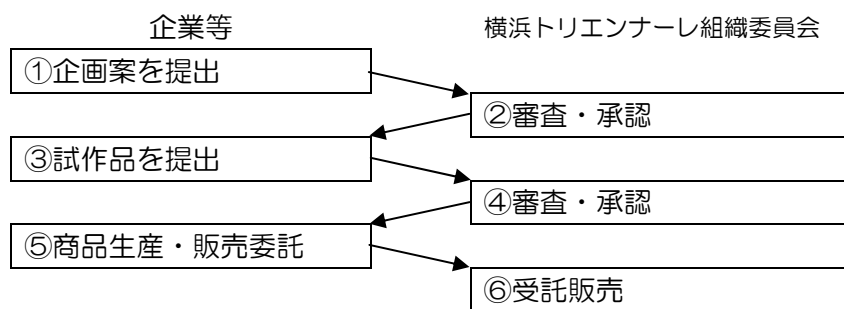 企業等
横浜トリエンナーレ組織委員会
①企画案を提出
②審査・承認
③試作品を提出
④審査・承認
⑤商品生産・販売委託
⑥受託販売